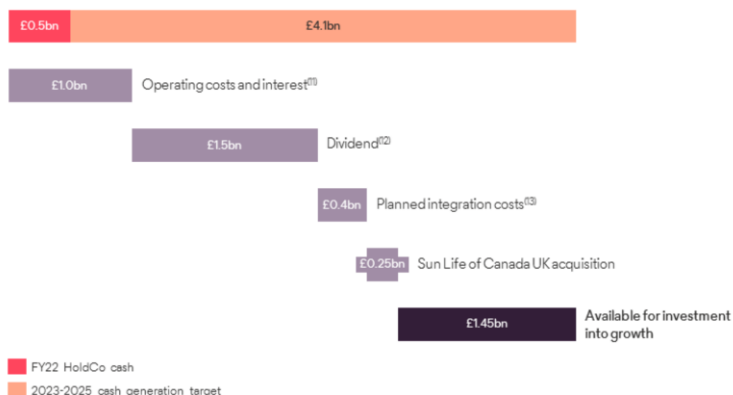 £0.5bn £4.1bn
£1.0bn Operating costs and interest(11)
£1.5bn Dividend(12)
£0.4bn Planned integration costs(13)
£0.25bn Sun Life of Canada UK acquisition
£1.45bn Available for investment
into growth
FY22 HoldCo cash
2023-2025 cash generation target